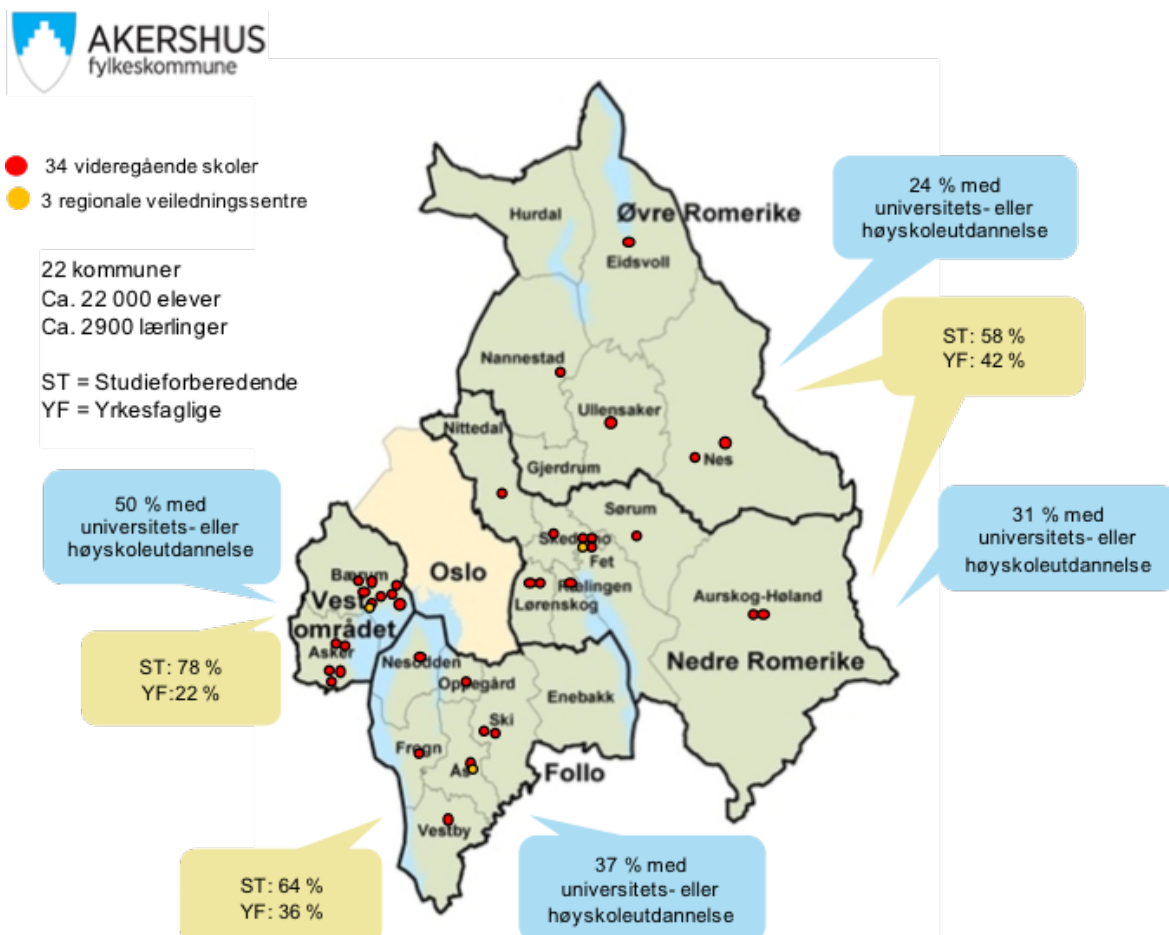 AKERSHUS
fylkeskommune
34 videregående skoler
3 regionale veiledningssentre
22 kommuner
Ca. 22 000 elever
Ca. 2900 lærlinger
ST = Studieforberedende
YF = Yrkesfaglige
24 % med
universitets- eller
høyskoleutdannelse
Hurdal
Øvre Romerike
Eidsvoll
ST: 58 %
YF: 42 %
Nannestad
Ullensaker
Nittedal
Gjerdrum
Nes
50 % med
universitets- eller
høyskoleutdannelse
31 % med
universitets- eller
høyskoleutdannelse
Sørum
Skedsmo
Fet
Oslo
Bærum
Vest
området
Rælingen
Lørenskog
Aurskog-Høland
Asker
Nesodden
Nedre Romerike
ST: 78 %
YF:22 %
Oppegård
Enebakk
Ski
Frogn
Ås
Follo
Vestby
ST: 64 %
YF: 36 %
37 % med
universitets- eller
høyskoleutdannelse